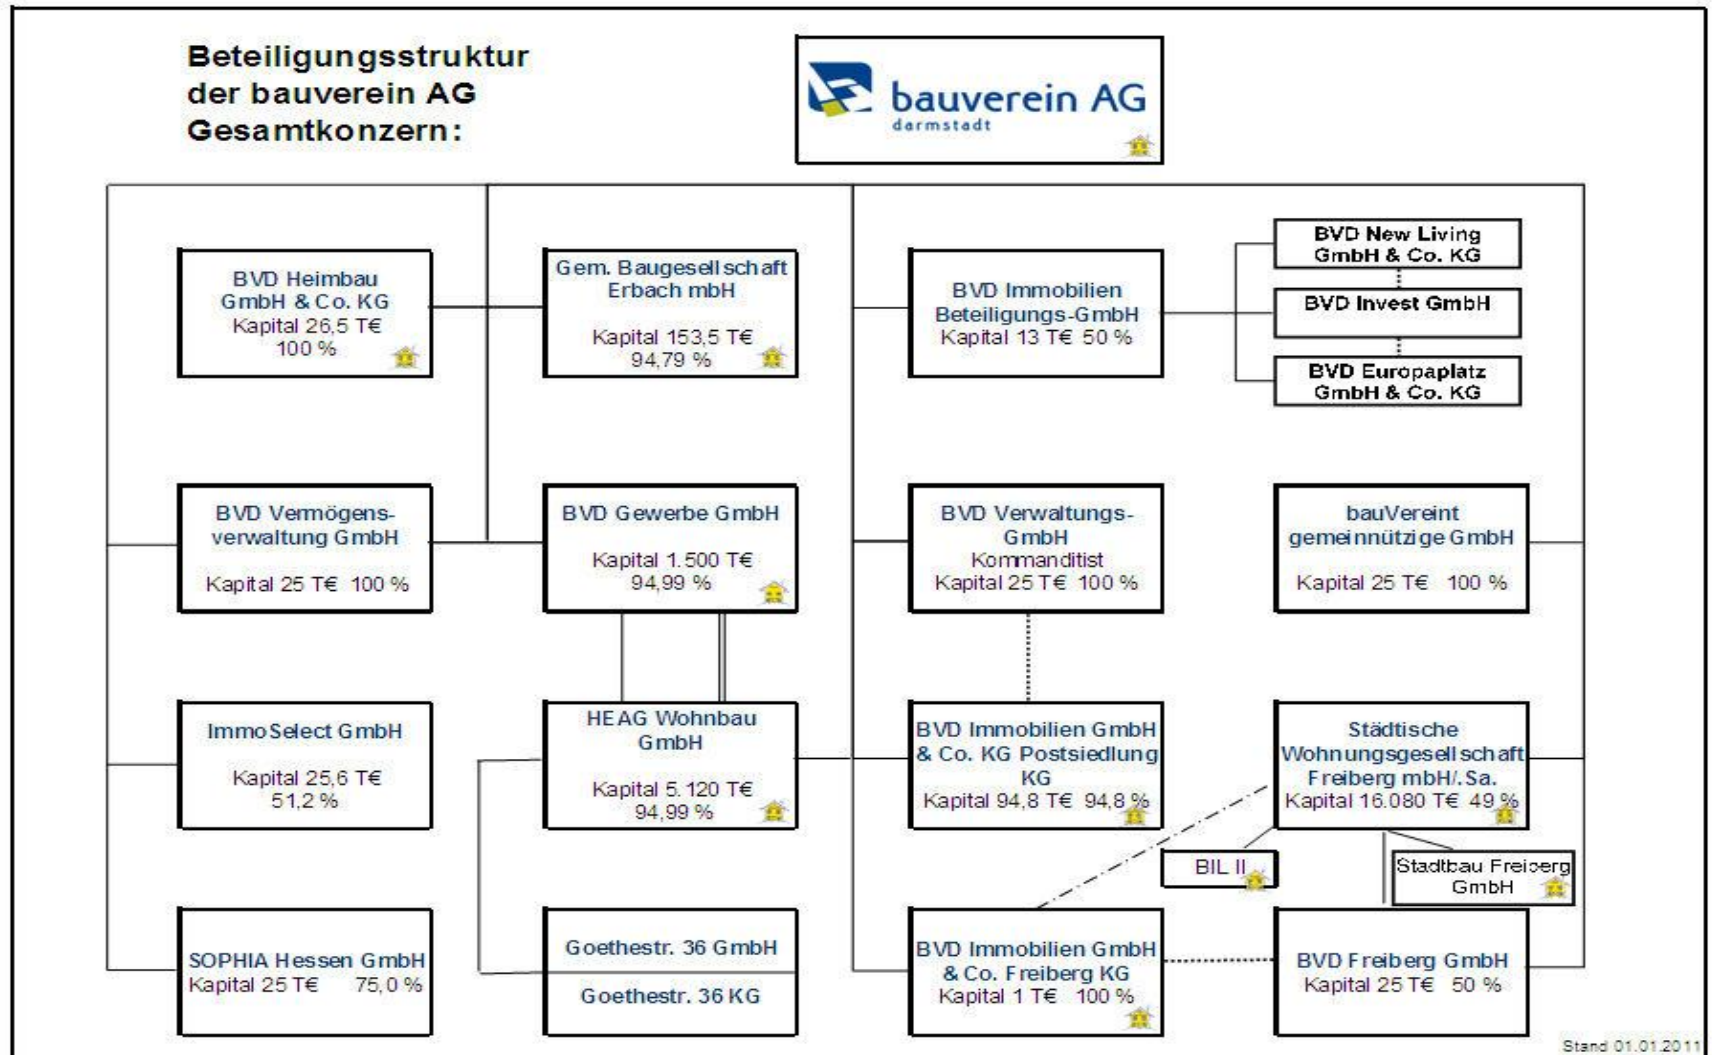 Beteiligungsstruktur
der bauverein AG
Gesamtkonzern:
bauverein AG
darmstadt
BVD Heimbau
GmbH & Co. KG
Kapital 26,5 T€
100 %
Gem. Baugesellschaft
Erbach mbH
Kapital 153,5 T€
94,79 %
BVD Immobilien
Beteiligungs-GmbH
Kapital 13 T€ 50 %
BVD New Living
GmbH & Co. KG
BVD Invest GmbH
BVD Europaplatz
GmbH & Co. KG
BVD Vermögens-
verwaltung GmbH
Kapital 25 T€ 100 %
BVD Gewerbe GmbH
Kapital 1.500 T€
94,99 %
BVD Verwaltungs-
GmbH
Kommanditist
Kapital 25 T€ 100 %
bauVereint
gemeinnützige GmbH
Kapital 25 T€ 100 %
ImmoSelect GmbH
Kapital 25,6 T€
51,2 %
HEAG Wohnbau
GmbH
Kapital 5.120 T€
94,99 %
BVD Immobilien GmbH
& Co. KG Postsiedlung
KG
Kapital 94,8 T€ 94,8 %
Städtische
Wohnungsgesellschaft
Freiberg mbH/.Sa.
Kapital 16.080 T€ 49 %
BIL II
Stadtbau Freiberg
GmbH
SOPHIA Hessen GmbH
Kapital 25 T€ 75,0 %
Goethestr. 36 GmbH
Goethestr. 36 KG
BVD Immobilien GmbH
& Co. Freiberg KG
Kapital 1 T€ 100 %
BVD Freiberg GmbH
Kapital 25 T€ 50 %
Stand 01.01.2011